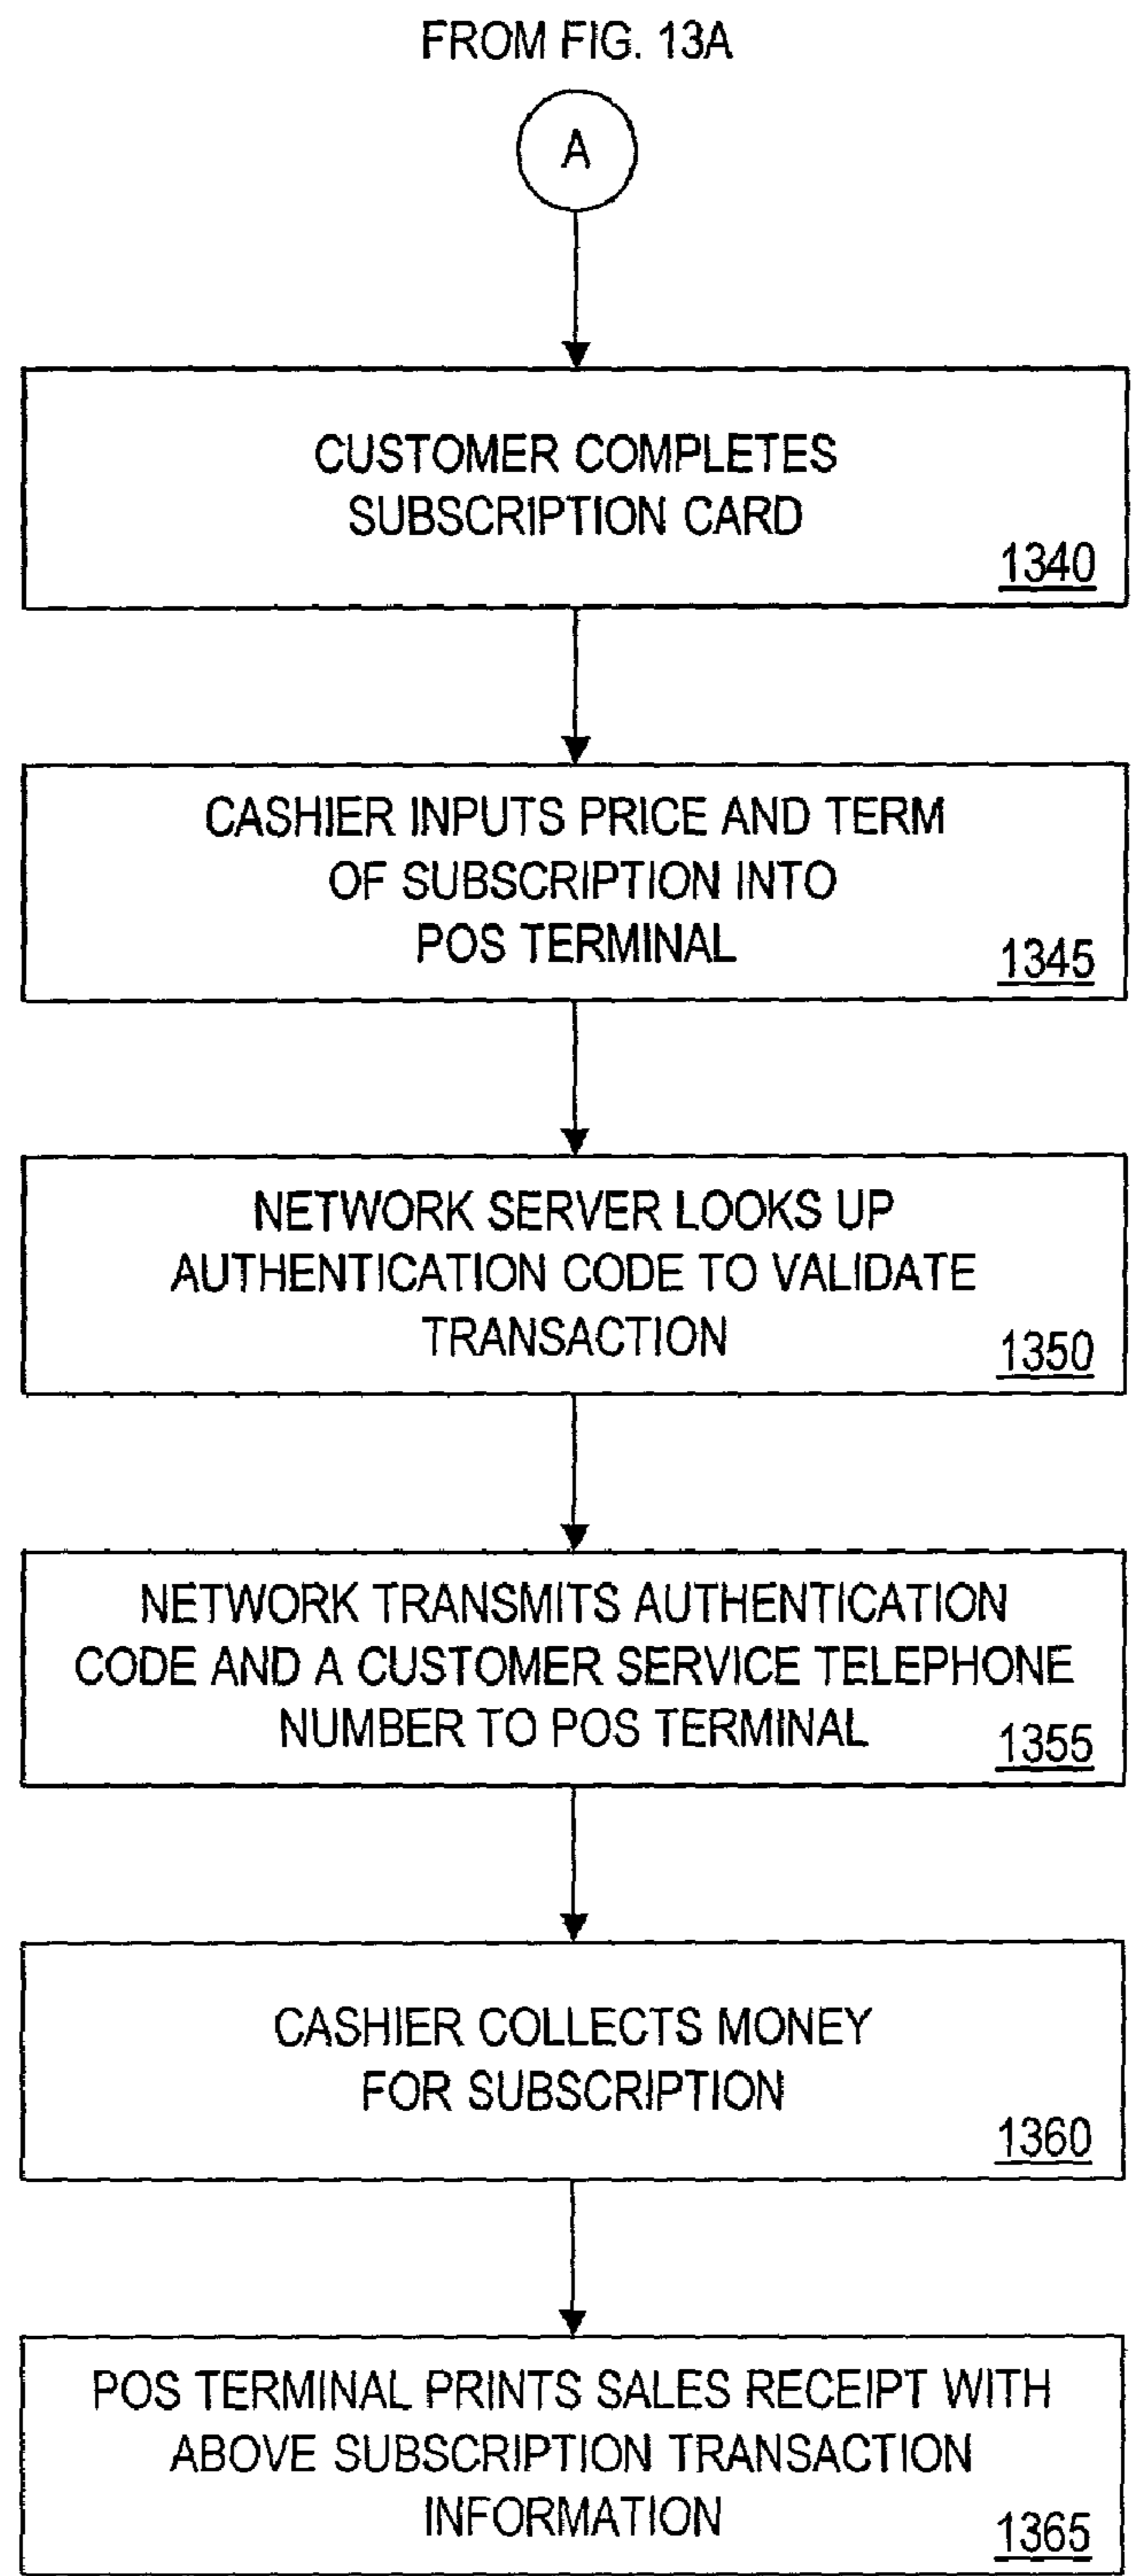 FROM FIG. 13A
A
CUSTOMER COMPLETES
SUBSCRIPTION CARD
1340
CASHIER INPUTS PRICE AND TERM
OF SUBSCRIPTION INTO
POS TERMINAL
1345
NETWORK SERVER LOOKS UP
AUTHENTICATION CODE TO VALIDATE
TRANSACTION
1350
NETWORK TRANSMITS AUTHENTICATION
CODE AND A CUSTOMER SERVICE TELEPHONE
NUMBER TO POS TERMINAL
1355
CASHIER COLLECTS MONEY
FOR SUBSCRIPTION
1360
POS TERMINAL PRINTS SALES RECEIPT WITH
ABOVE SUBSCRIPTION TRANSACTION
INFORMATION
1365